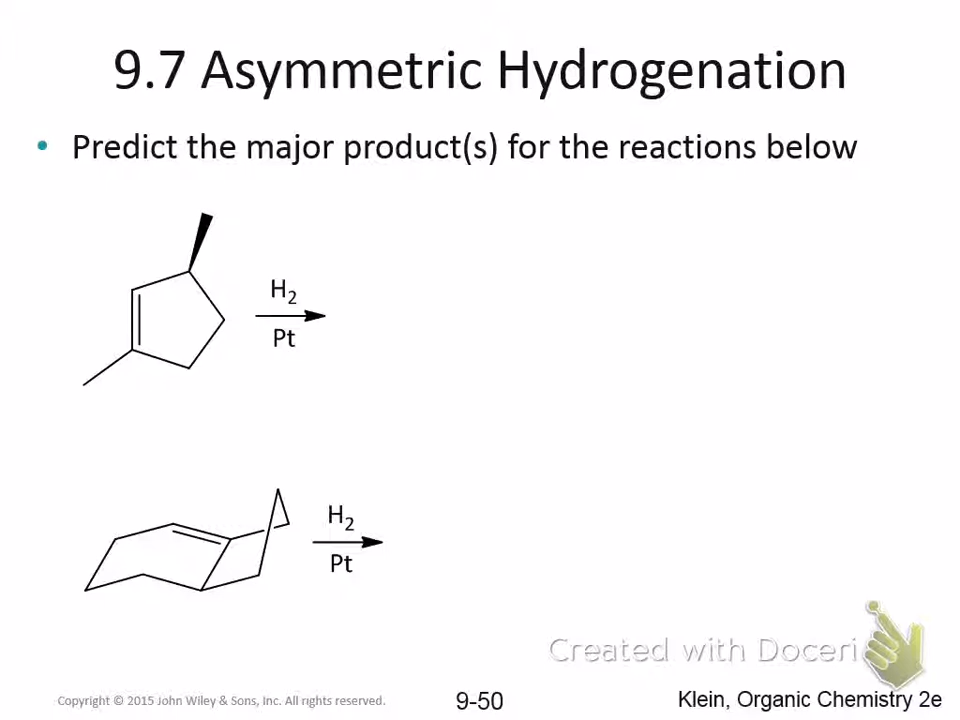 9.7 Asymmetric Hydrogenation
• Predict the major product(s) for the reactions below
H2
Pt
H2
Pt
Created with Doceri
Copyright © 2015 John Wiley & Sons, Inc. All rights reserved.
9-50
Klein, Organic Chemistry 2e